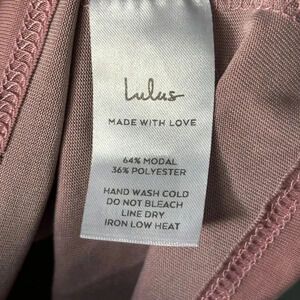 Lulus
MADE WITH LOVE
64% MODAL
36% POLYESTER
HAND WASH COLD
DO NOT BLEACH
LINE DRY
IRON LOW HEAT